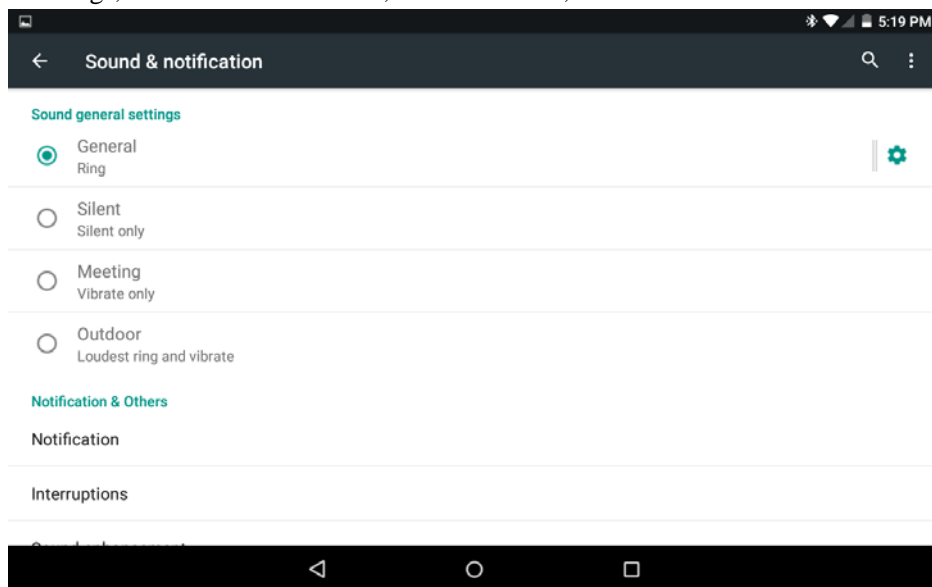 5:19 PM
Sound & notification
Sound general settings
General
Ring
Silent
Silent only
Meeting
Vibrate only
Outdoor
Loudest ring and vibrate
Notification & Others
Notification
Interruptions